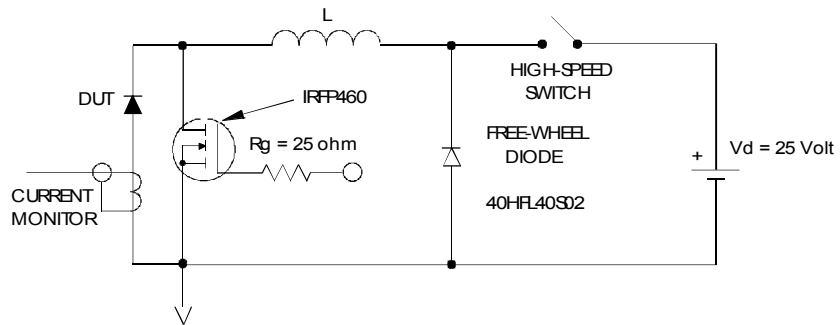 L
HIGH-SPEED
SWITCH
DUT
IRFP460
Rg = 25 ohm
FREE-WHEEL
DIODE
+
Vd = 25 Volt
CURRENT
MONITOR
40HFL40S02